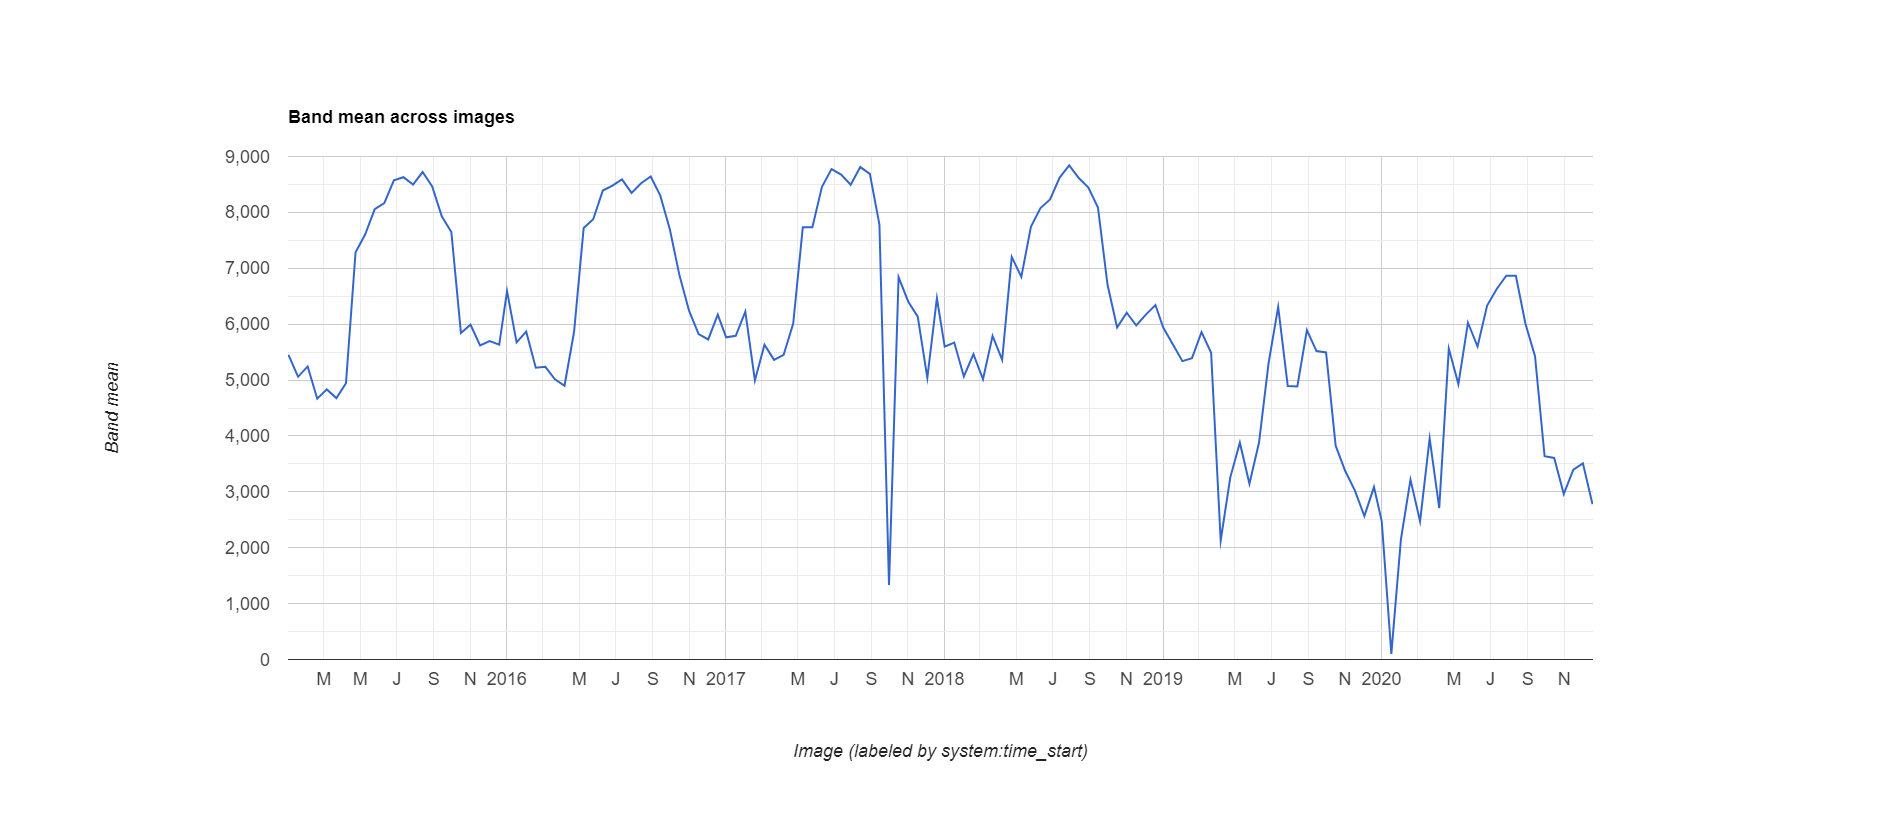 Band mean across images
9,000
8,000
7,000
6,000
5,000
4,000
3,000
2,000
1,000
0
Band mean
M M J S N 2016 M J S N 2017 M J S N 2018 M J S N 2019 M J S N 2020 M J S N
Image (labeled by system:time_start)